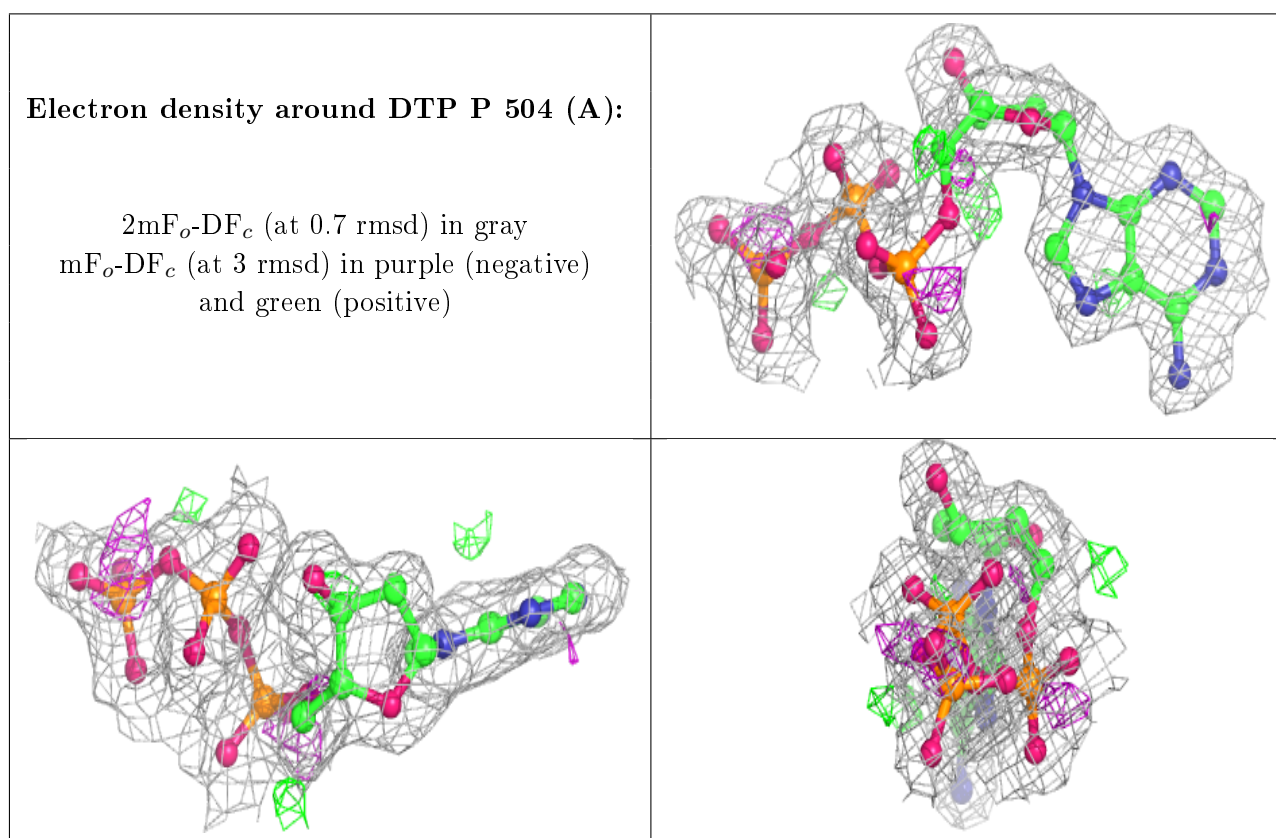 Electron density around DTP P 504 (A):
2mFo-DFc (at 0.7 rmsd) in gray
mFo-DFc (at 3 rmsd) in purple (negative)
and green (positive)